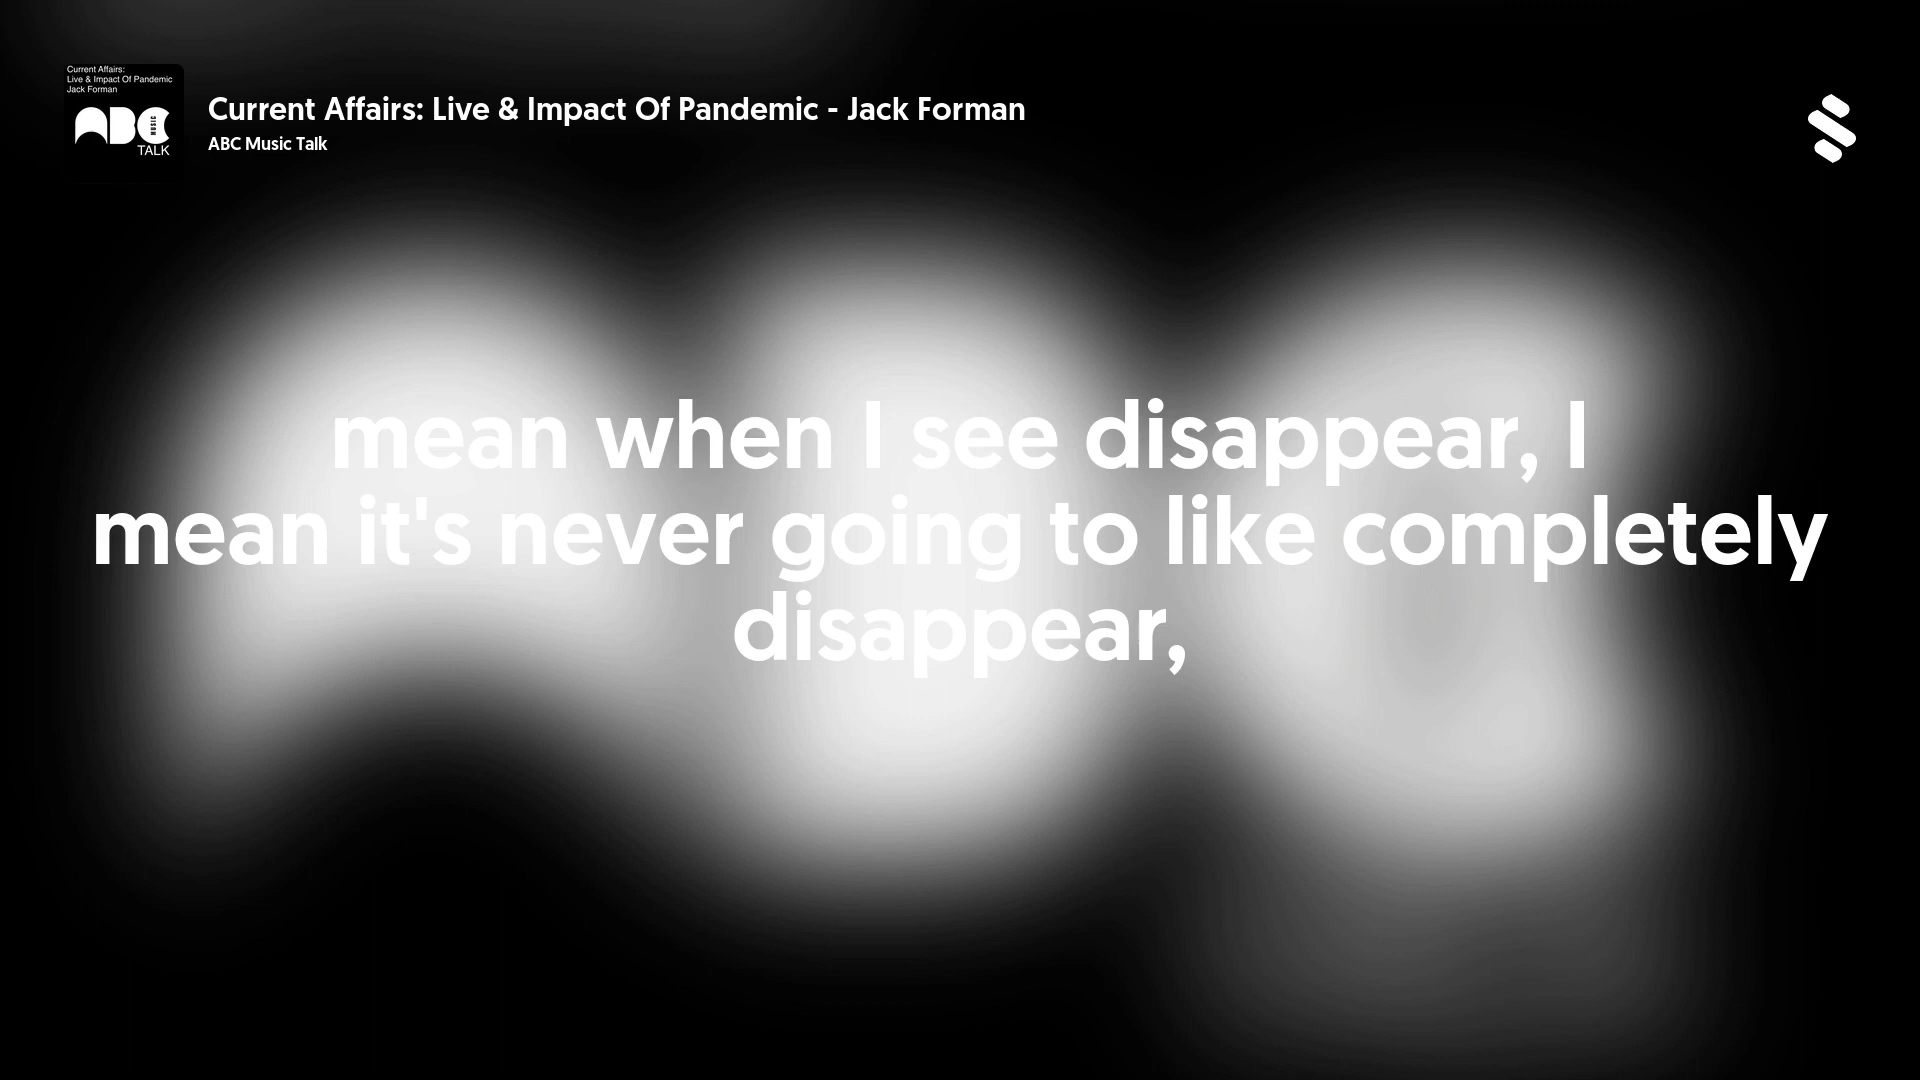 Current Affairs:
Live & Impact Of Pandemic
Jack Forman
ABC MUSIC
TALK
Current Affairs: Live & Impact Of Pandemic - Jack Forman
ABC Music Talk
mean when I see disappear, I
mean it's never going to like completely
disappear,